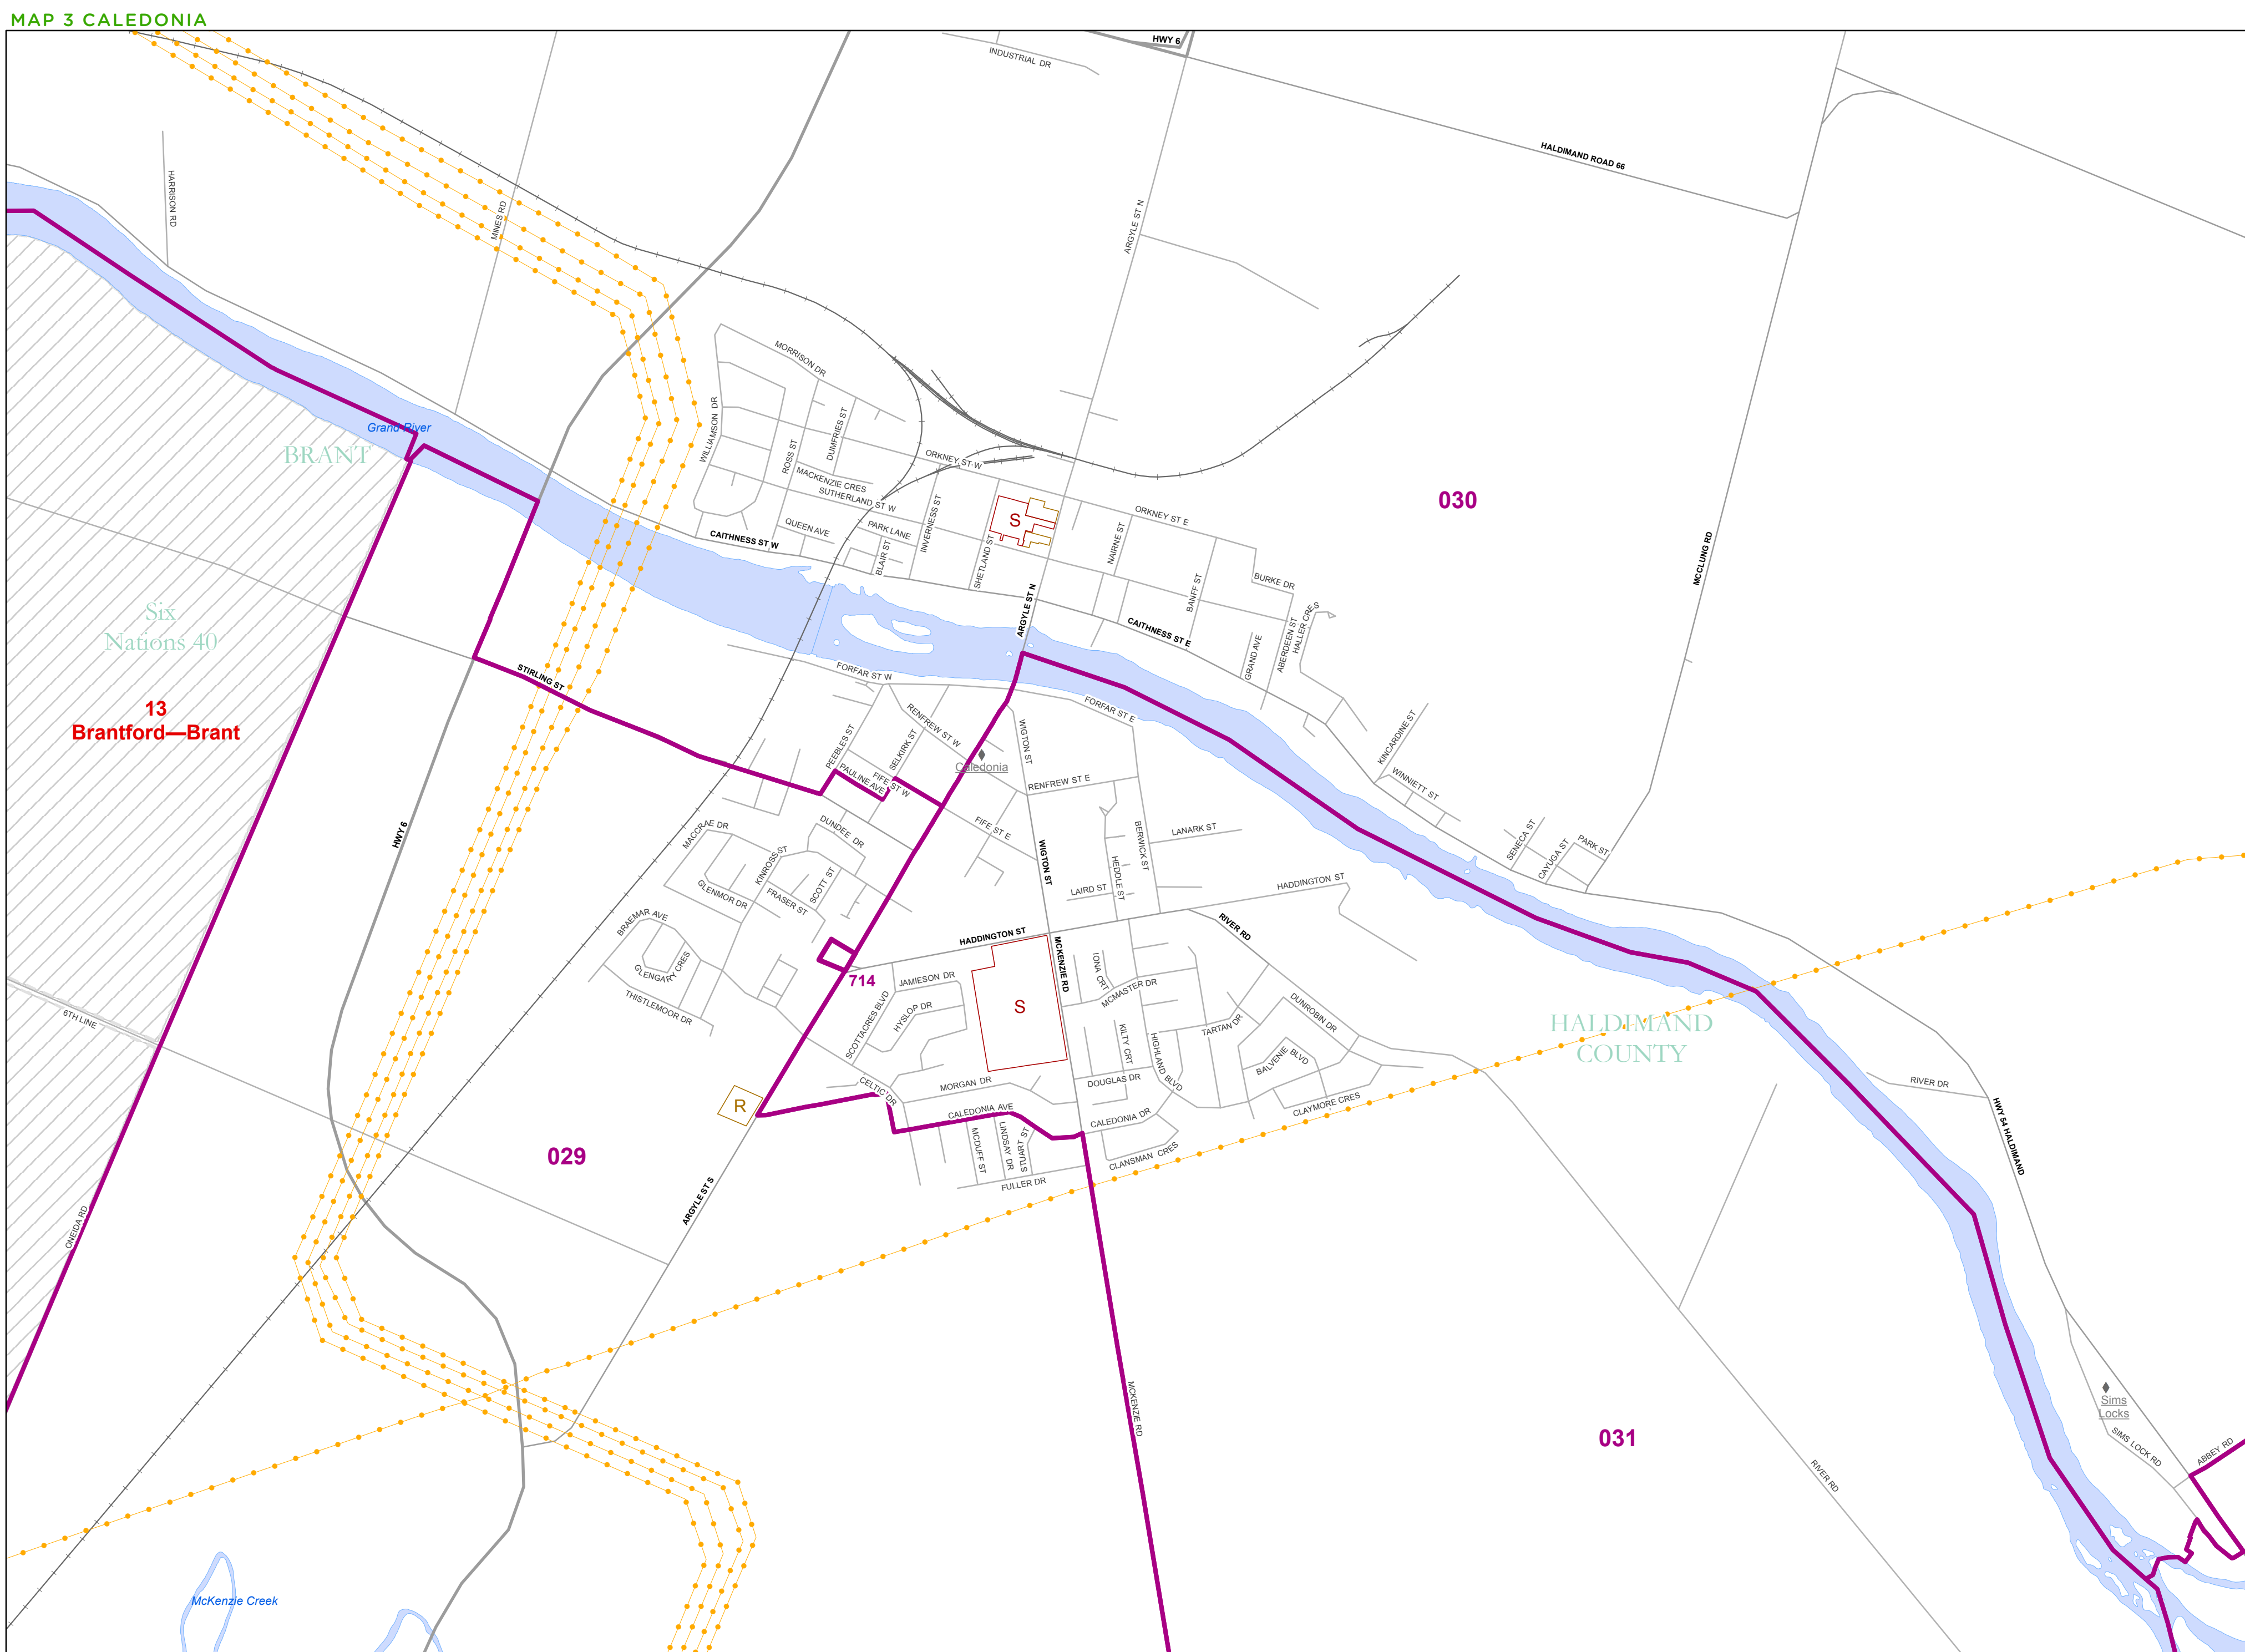 MAP 3 CALEDONIA
HWY 6
INDUSTRIAL DR
HALDIMAND ROAD 66
HARRISON RD
MINES RD
ARGYLE ST N
MORRISON DR
WILLIAMSON DR
DUMFRIES ST
ROSS ST
Grand River
BRANT
ORKNEY ST W
MACKENZIE CRES
SUTHERLAND ST W
030
S
ORKNEY ST E
QUEEN AVE
PARK LANE
INVERNESS ST
CAITHNESS ST W
BLAIR ST
SHETLAND ST
NAIRNE ST
MCCLUNG RD
BURKE DR
BANFF ST
ARGYLE ST N
CAITHNESS ST E
HALLER CRES
ABERDEEN ST
GRAND AVE
Six
Nations 40
FORFAR ST W
STIRLING ST
13
Brantford—Brant
FORFAR ST E
RENFREW ST W
WIGTON ST
PEEBLES ST
SELKIRK ST
KINCARDINE ST
Caledonia
PAULINE AVE
FIFE ST W
RENFREW ST E
WINNIETT ST
HWY 6
MACCRAE DR
DUNDEE DR
FIFE ST E
LANARK ST
BERWICK ST
SENECA ST
CAYUGA ST
PARK ST
WIGTON ST
KINROSS ST
SCOTT ST
GLENMOR DR
FRASER ST
HEDDLE ST
LAIRD ST
HADDINGTON ST
BRAEMAR AVE
HADDINGTON ST
RIVER RD
GLENGARY CRES
714
JAMIESON DR
MCKENZIE RD
IONA CRT
MCMASTER DR
THISTLEMOOR DR
SCOTTACRES BLVD
HYSLOP DR
S
DUNROBIN DR
6TH LINE
TARTAN DR
KILTY CRT
HIGHLAND BLVD
BALVENIE BLVD
HALDIMAND
COUNTY
RIVER DR
CELTIC DR
MORGAN DR
DOUGLAS DR
R
CALEDONIA AVE
CALEDONIA DR
CLAYMORE CRES
HWY 54 HALDIMAND
029
MCDUFF ST
LINDSAY DR
STUART ST
CLANSMAN CRES
FULLER DR
ARGYLE ST S
ONEIDA RD
MCKENZIE RD
031
Sims
Locks
SIMS LOCK RD
ABBEY RD
RIVER RD
McKenzie Creek